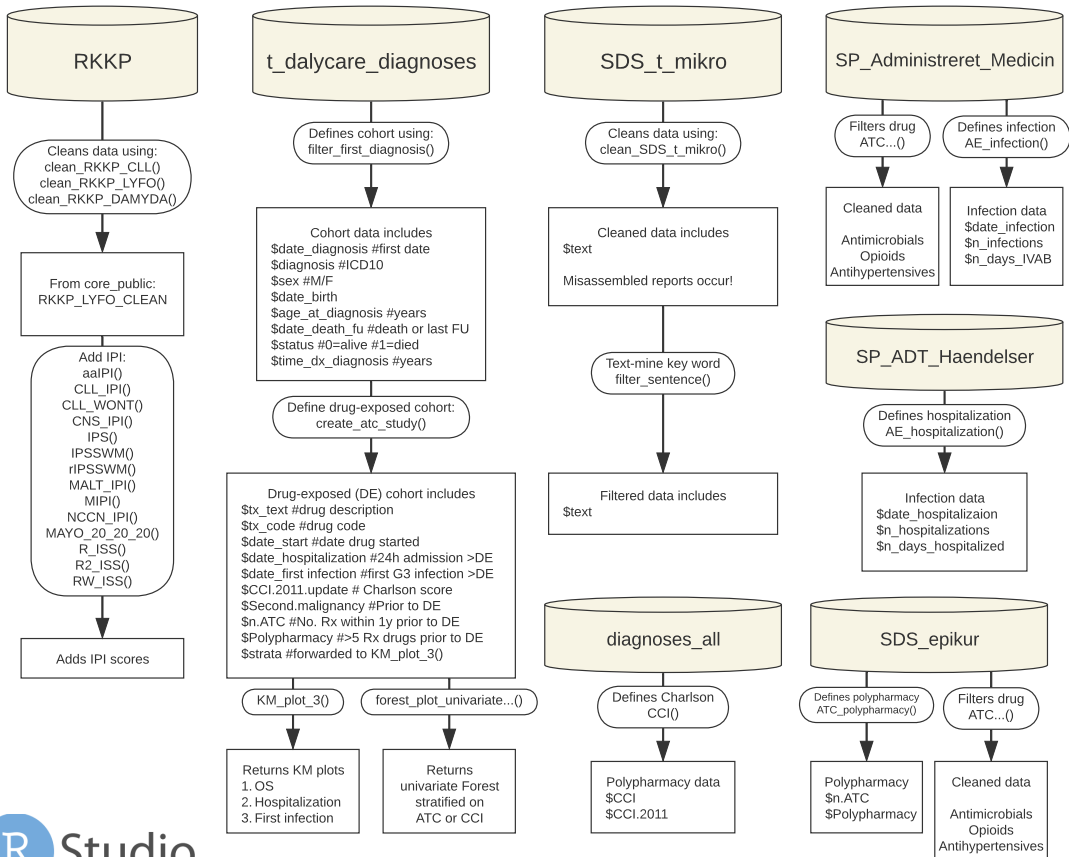 RKKP
Cleans data using:
clean_RKKP_CLL()
clean_RKKP_LYFO()
clean_RKKP_DAMYDA()
From core_public:
RKKP_LYFO_CLEAN
Add IPI:
aaIPI()
CLL_IPI()
CLL_WONT()
CNS_IPI()
IPS()
IPSSWM()
rIPSSWM()
MALT_IPI()
MIPI()
NCCN_IPI()
MAYO_20_20_20()
R_ISS()
R2_ISS()
RW_ISS()
Adds IPI scores
t_dalycare_diagnoses
Defines cohort using:
filter_first_diagnosis()
Cohort data includes
$date_diagnosis #first date
$diagnosis #ICD10
$sex #M/F
$date_birth
$age_at_diagnosis #years
$date_death_fu #death or last FU
$status #0=alive #1=died
$time_dx_diagnosis #years
Define drug-exposed cohort:
create_atc_study()
Drug-exposed (DE) cohort includes
$tx_text #drug description
$tx_code #drug code
$date_start #date drug started
$date_hospitalization #24h admission >DE
$date_first infection #first G3 infection >DE
$CCI.2011.update # Charlson score
$Second.malignancy #Prior to DE
$n.ATC #No. Rx within 1y prior to DE
$Polypharmacy #>5 Rx drugs prior to DE
$strata #forwarded to KM_plot_3()
KM_plot_3()
Returns KM plots
1. OS
2. Hospitalization
3. First infection
forest_plot_univariate...()
Returns
univariate Forest
stratified on
ATC or CCI
SDS_t_mikro
Cleans data using:
clean_SDS_t_mikro()
Cleaned data includes
$text
Misassembled reports occur!
Text-mine key word
filter_sentence()
Filtered data includes
$text
diagnoses_all
Defines Charlson
CCI()
Polypharmacy data
$CCI
$CCI.2011
SP_Administreret_Medicin
Filters drug
ATC...()
Cleaned data
Antimicrobials
Opioids
Antihypertensives
Defines infection
AE_infection()
Infection data
$date_infection
$n_infections
$n_days_IVAB
SP_ADT_Haendelser
Defines hospitalization
AE_hospitalization()
Infection data
$date_hospitalizaion
$n_hospitalizations
$n_days_hospitalized
SDS_epikur
Defines polypharmacy
ATC_polypharmacy()
Polypharmacy
$n.ATC
$Polypharmacy
Filters drug
ATC...()
Cleaned data
Antimicrobials
Opioids
Antihypertensives
R Studio